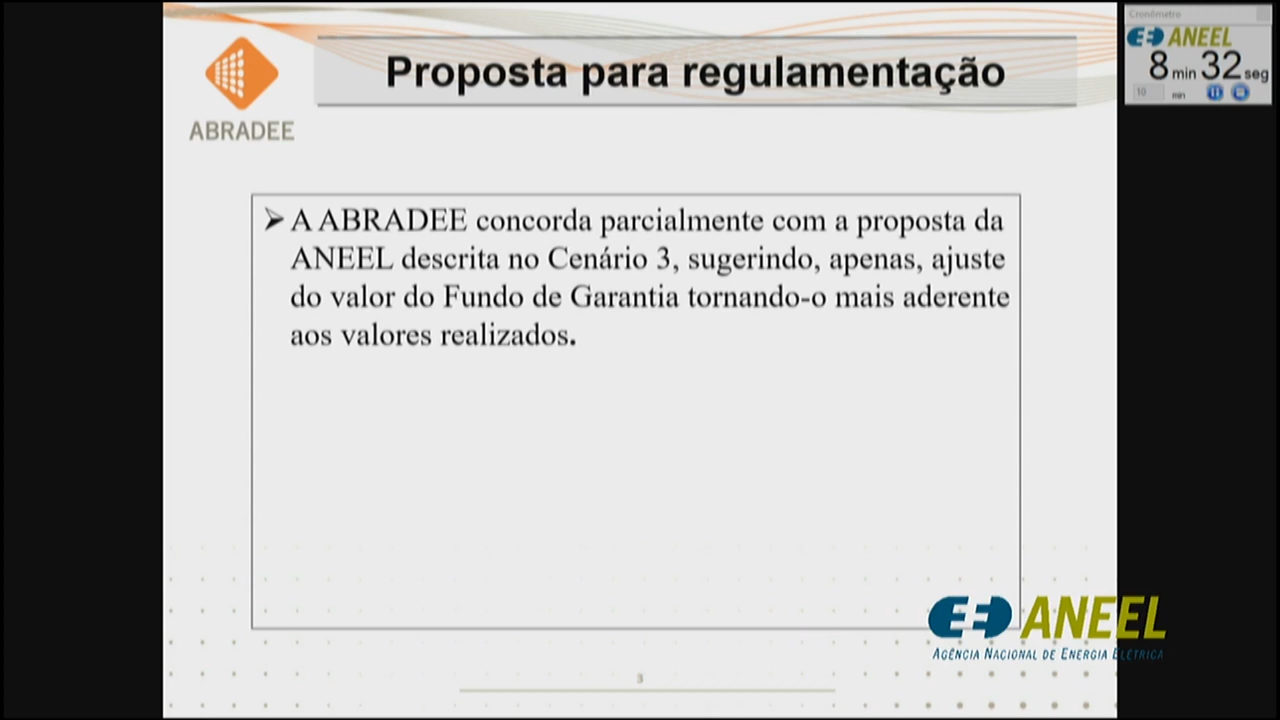 Proposta para regulamentação
ABRADEE
Cronômetro
ANEEL
8 min 32 seg
10 min
➤ A ABRADEE concorda parcialmente com a proposta da
ANEEL descrita no Cenário 3, sugerindo, apenas, ajuste
do valor do Fundo de Garantia tornando-o mais aderente
aos valores realizados.
ANEEL
AGÊNCIA NACIONAL DE ENERGIA ELÉTRICA
3